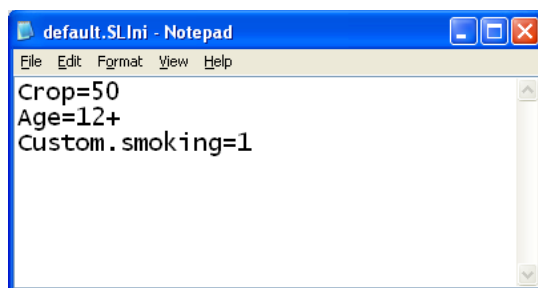 default.SLIni - Notepad
File Edit Format View Help
Crop=50
Age=12+
Custom.smoking=1